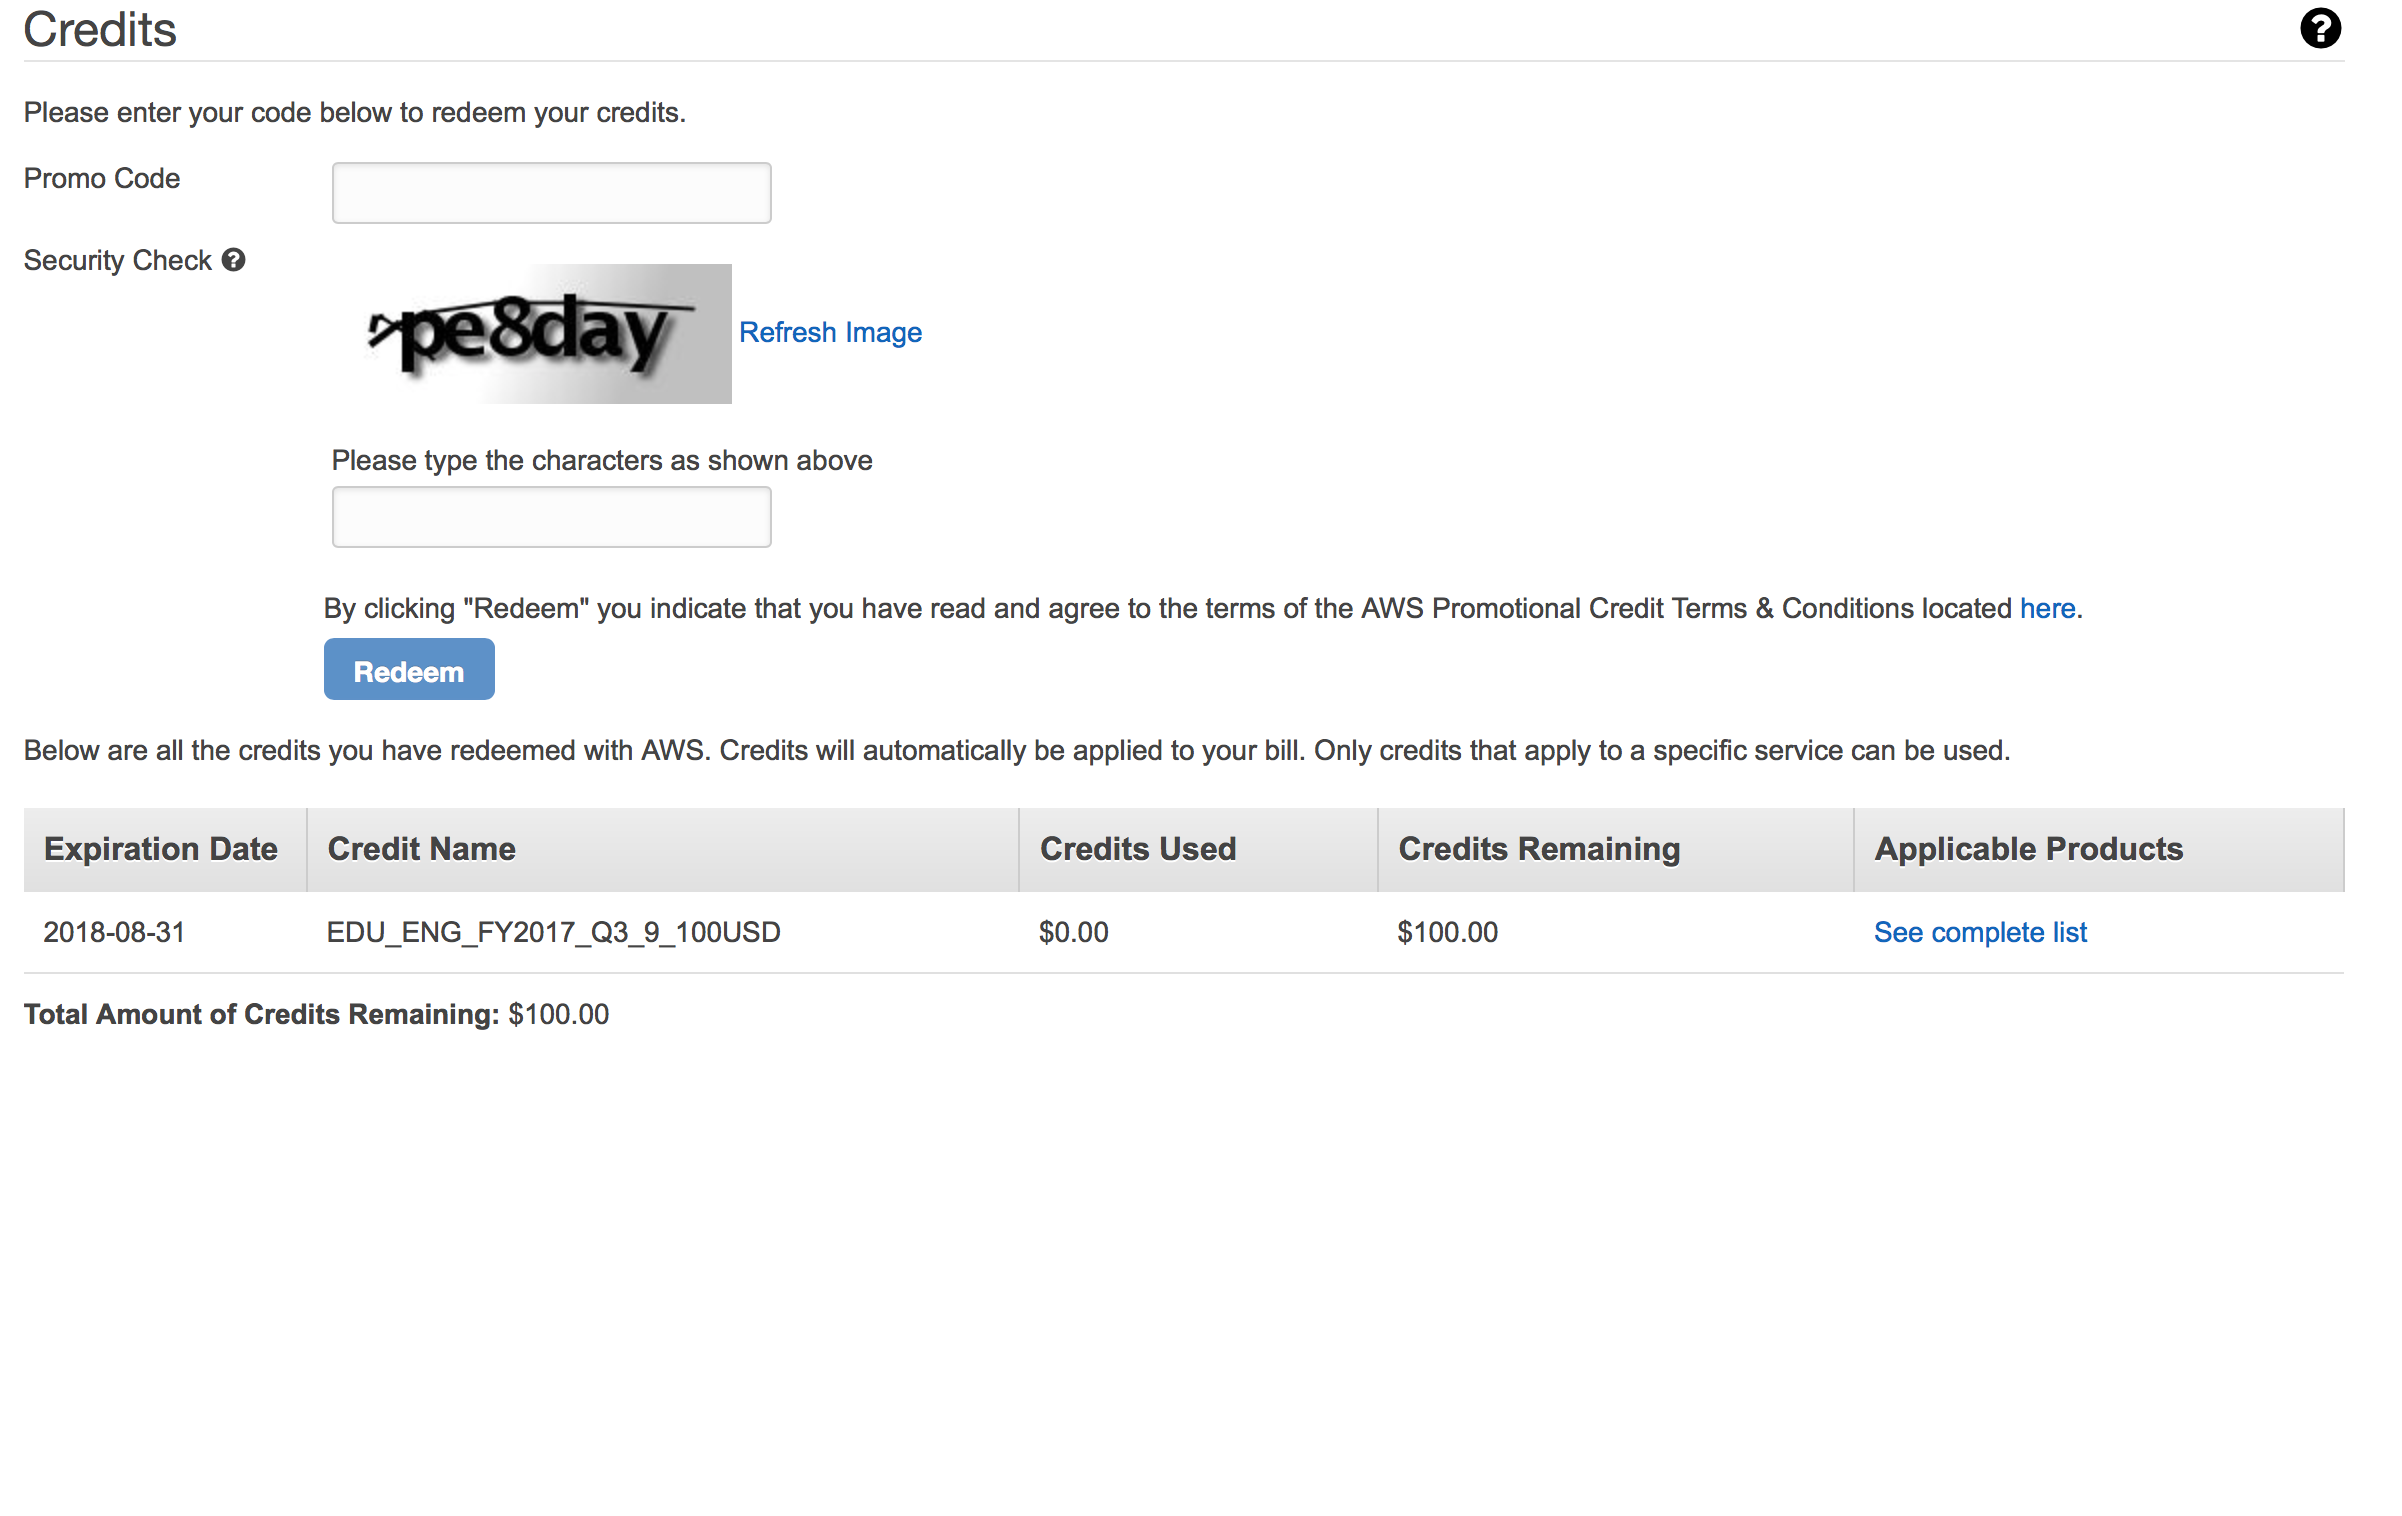 Credits
Please enter your code below to redeem your credits.
Promo Code
Security Check
pe8day Refresh Image
Please type the characters as shown above
By clicking "Redeem" you indicate that you have read and agree to the terms of the AWS Promotional Credit Terms & Conditions located here.
Redeem
Below are all the credits you have redeemed with AWS. Credits will automatically be applied to your bill. Only credits that apply to a specific service can be used.
Expiration Date Credit Name Credits Used Credits Remaining Applicable Products
2018-08-31 EDU_ENG_FY2017_Q3_9_100USD $0.00 $100.00 See complete list
Total Amount of Credits Remaining: $100.00